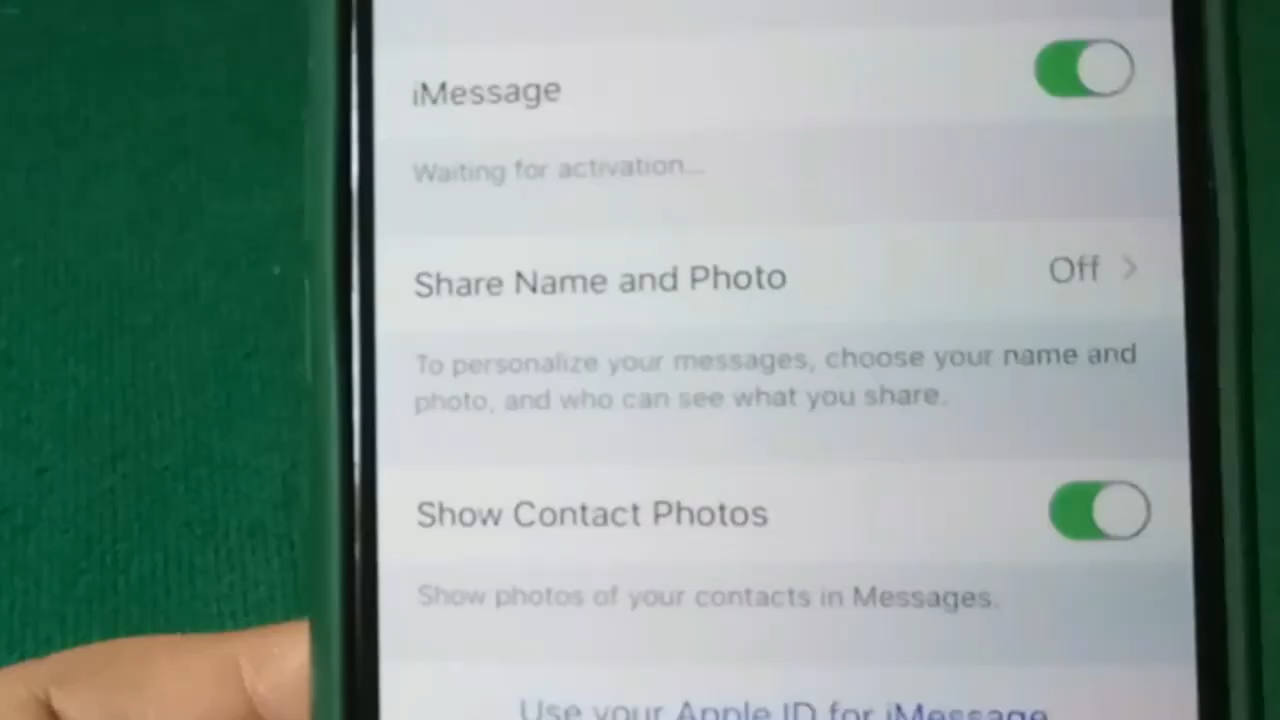 iMessage
Waiting for activation...
Share Name and Photo
Off
To personalize your messages, choose your name and
photo, and who can see what you share.
Show Contact Photos
Show photos of your contacts in Messages.
Use your Apple ID for iMessage